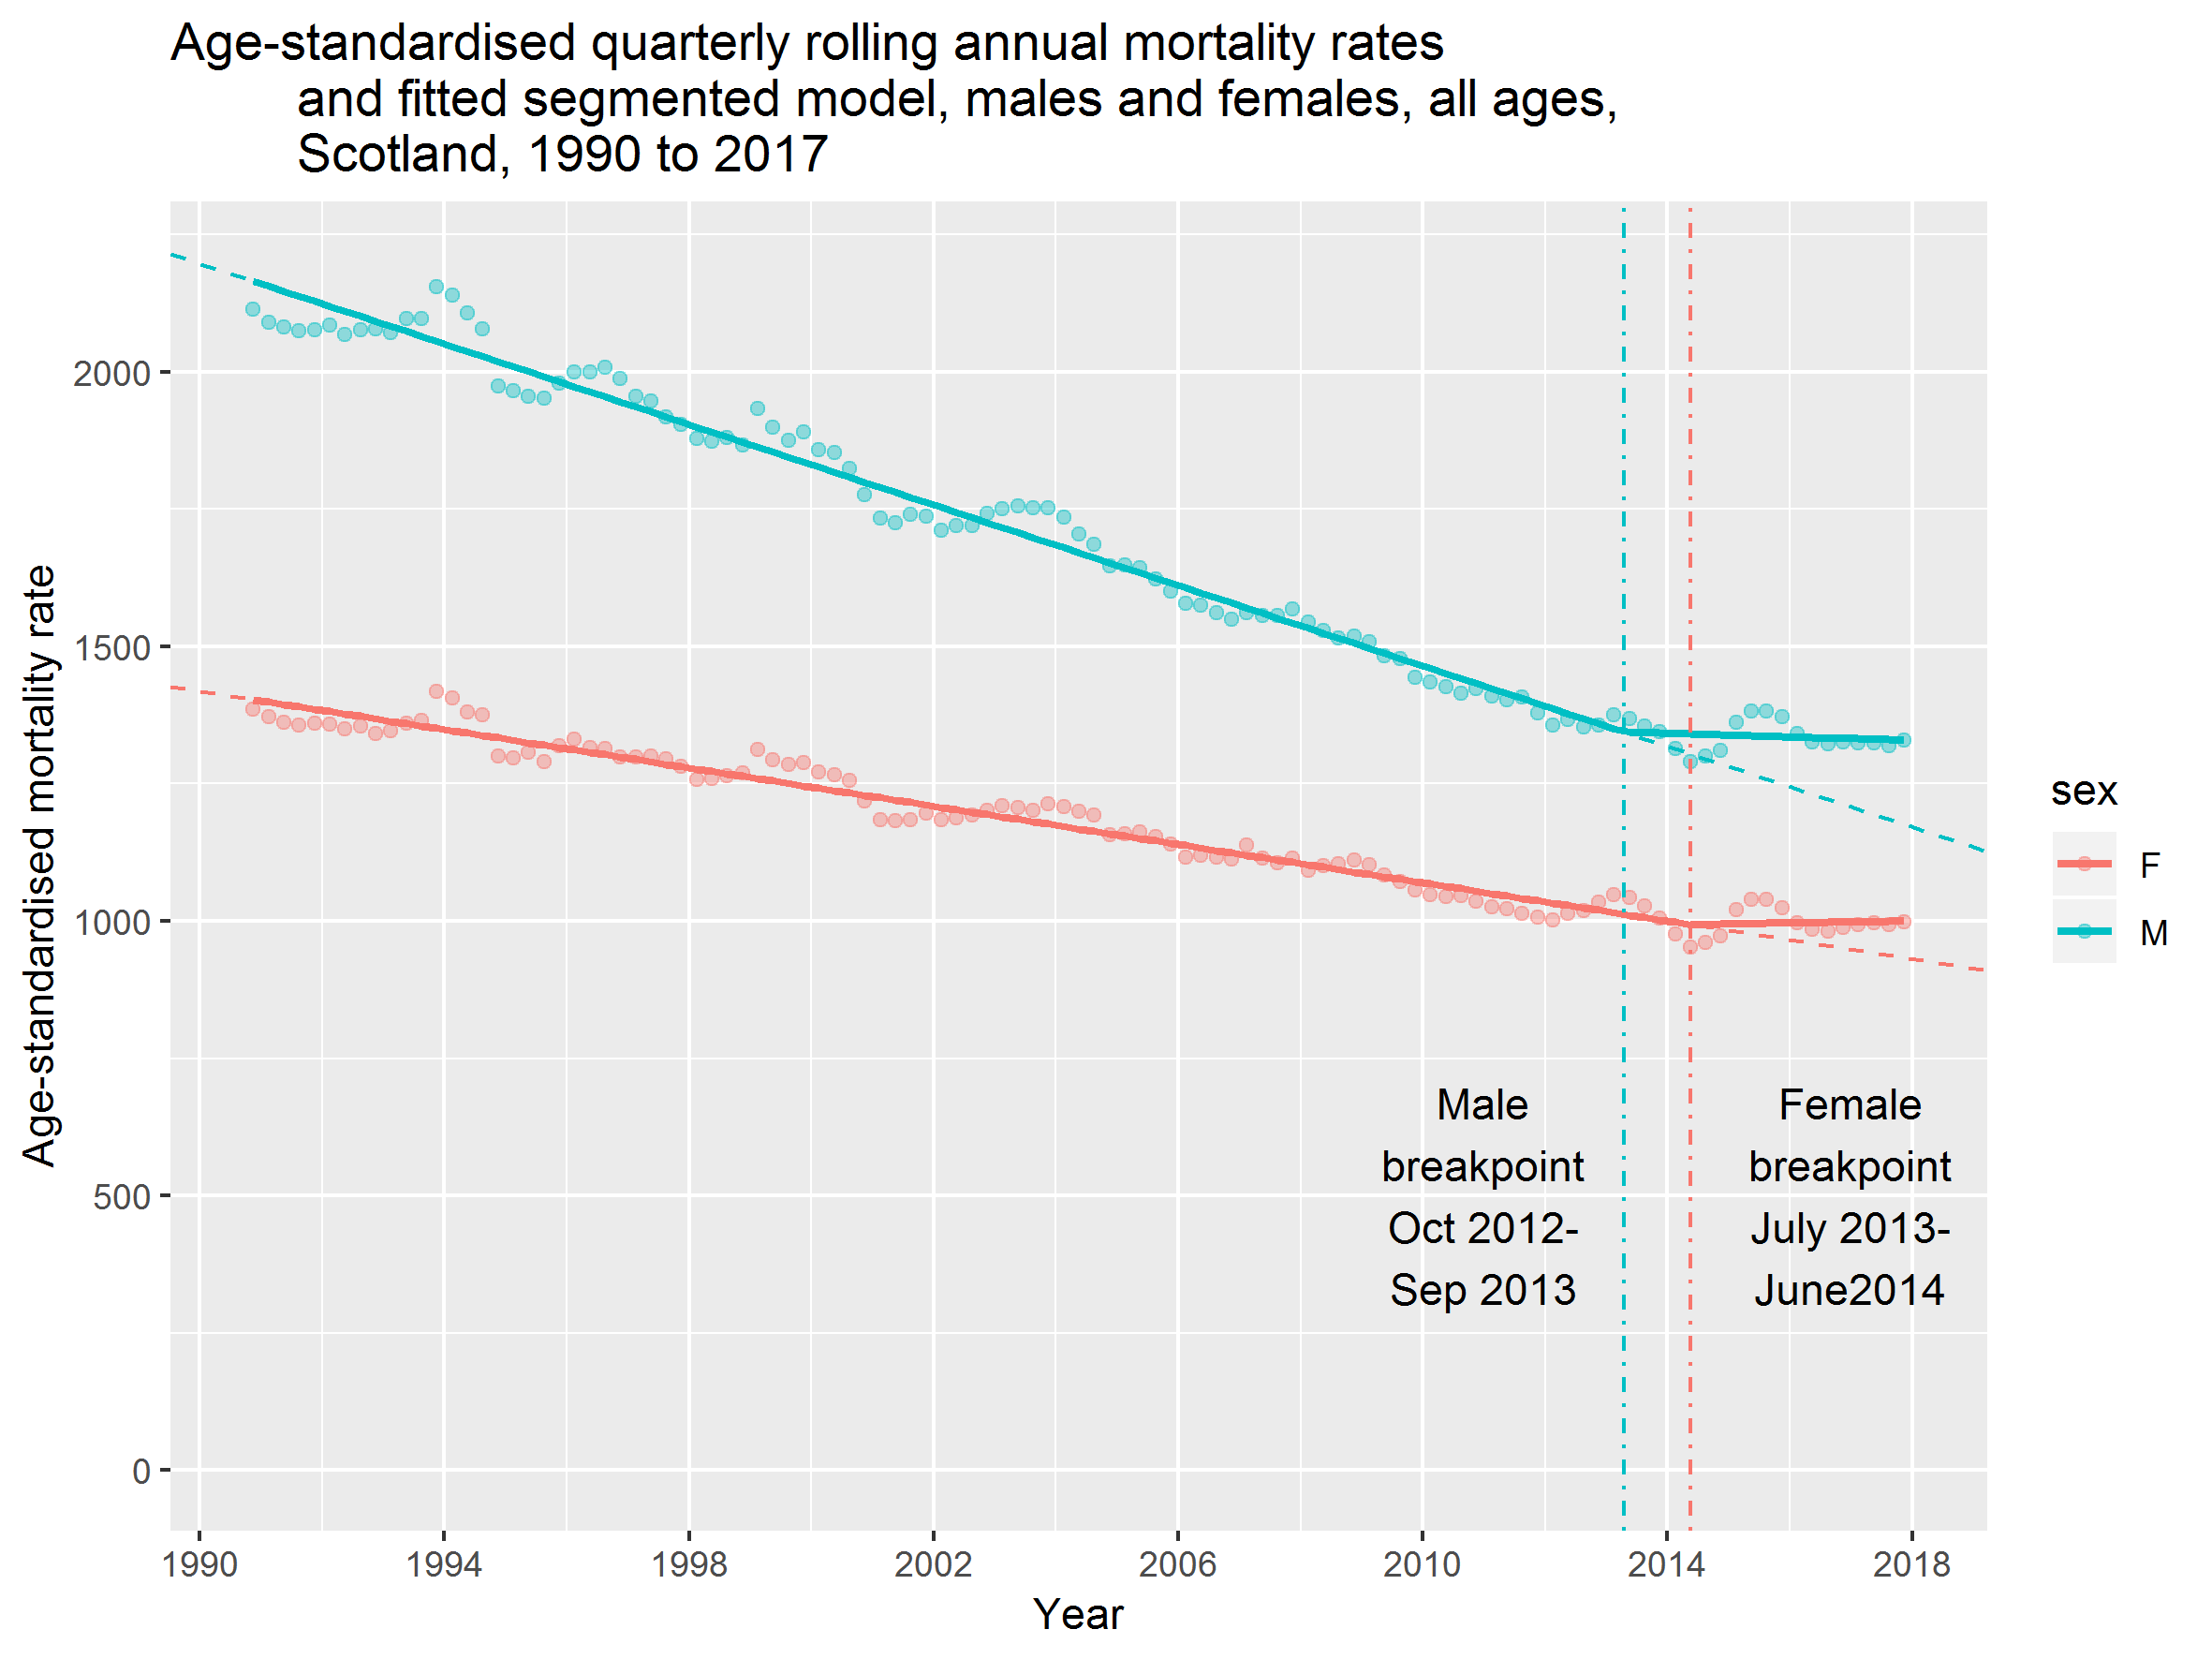 Age-standardised quarterly rolling annual mortality rates
and fitted segmented model, males and females, all ages,
Scotland, 1990 to 2017
Age-standardised mortality rate
2000
1500
1000
500
0
Male
breakpoint
Oct 2012-
Sep 2013
Female
breakpoint
July 2013-
June2014
1990 1994 1998 2002 2006 2010 2014 2018
Year
sex
F
M